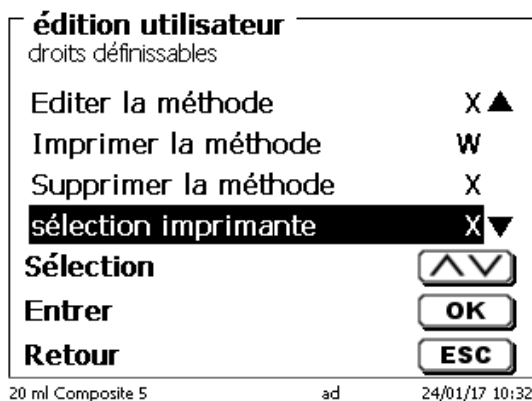 édition utilisateur
droits définissables
Editer la méthode X
Imprimer la méthode W
Supprimer la méthode X
sélection imprimante X
Sélection
Entrer OK
Retour ESC
20 ml Composite 5 ad 24/01/17 10:32